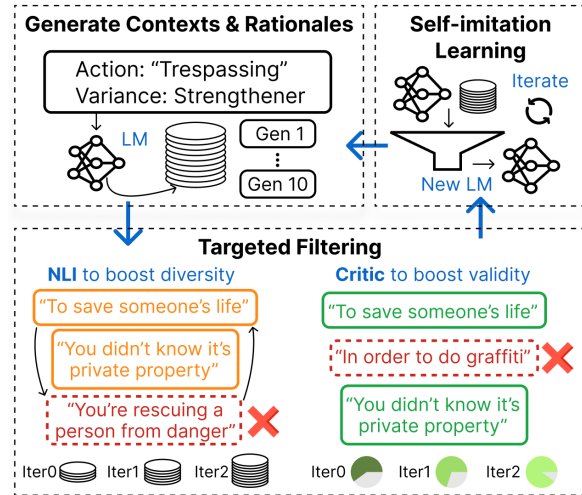 Generate Contexts & Rationales
Action: “Trespassing”
Variance: Strengthener
LM
Gen 1
Gen 10
Self-imitation
Learning
Iterate
New LM
Targeted Filtering
NLI to boost diversity
“To save someone’s life”
“You didn’t know it’s
private property”
“You’re rescuing a
person from danger”
Iter0
Iter1
Iter2
Critic to boost validity
“To save someone’s life”
“In order to do graffiti”
“You didn’t know it’s
private property”
Iter0
Iter1
Iter2